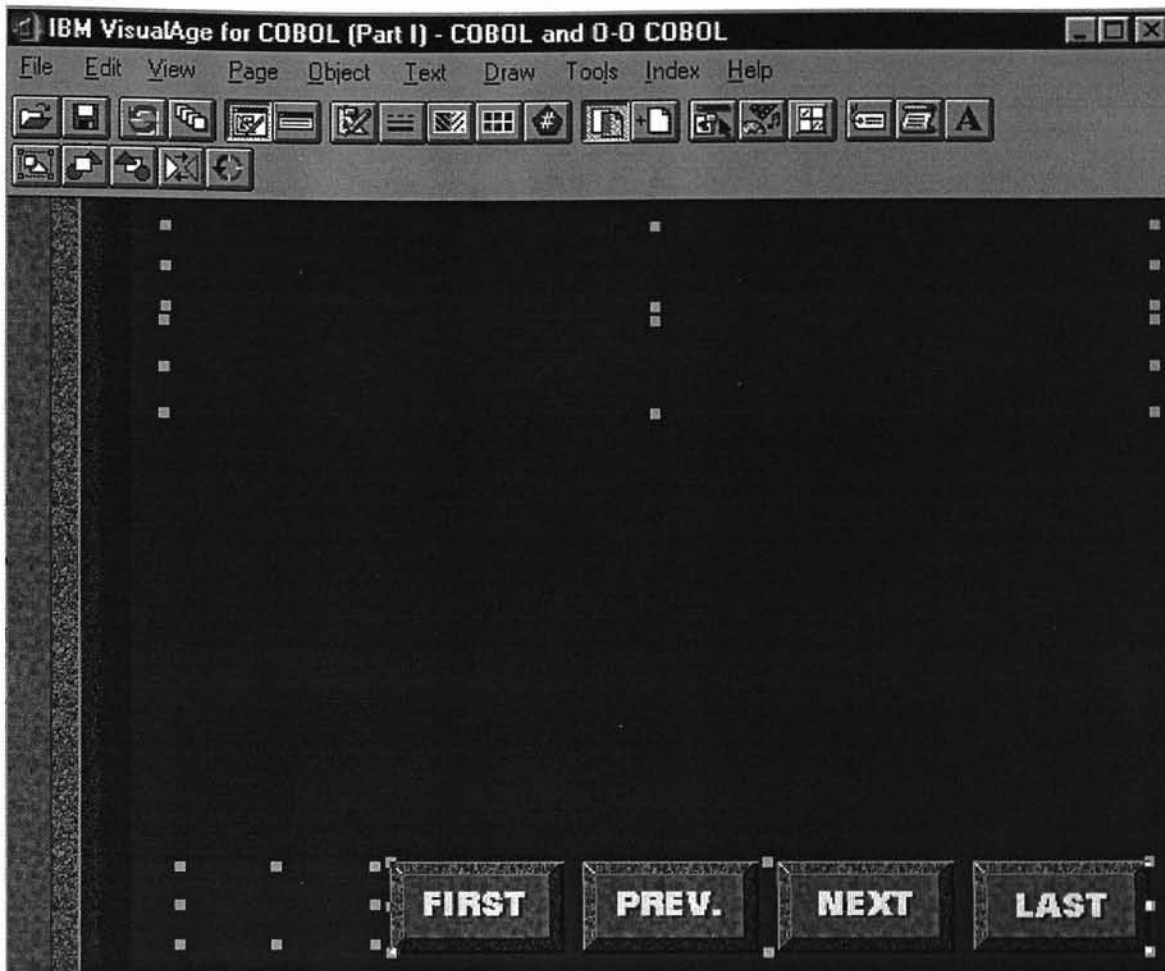 IBM VisualAge for COBOL (Part I) - COBOL and O-O COBOL
File Edit View Page Object Text Draw Tools Index Help
#
A
FIRST PREV. NEXT LAST